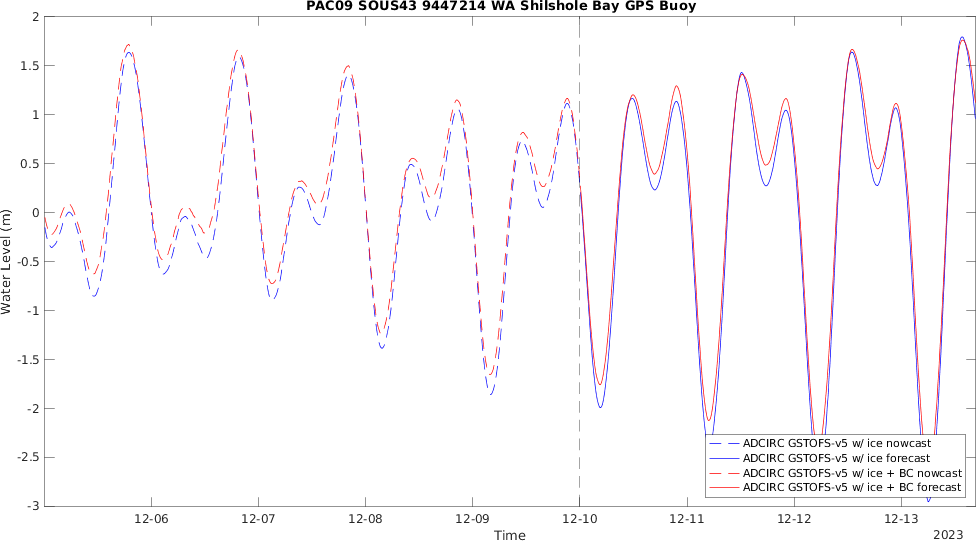 PAC09 SOUS43 9447214 WA Shilshole Bay GPS Buoy
2
1.5
1
0.5
0
-0.5
-1
-1.5
-2
-2.5
-3
Water Level (m)
12-06
12-07
12-08
12-09
12-10
12-11
12-12
12-13
Time
2023
ADCIRC GSTOFS-v5 w/ ice nowcast
ADCIRC GSTOFS-v5 w/ ice forecast
ADCIRC GSTOFS-v5 w/ ice + BC nowcast
ADCIRC GSTOFS-v5 w/ ice + BC forecast